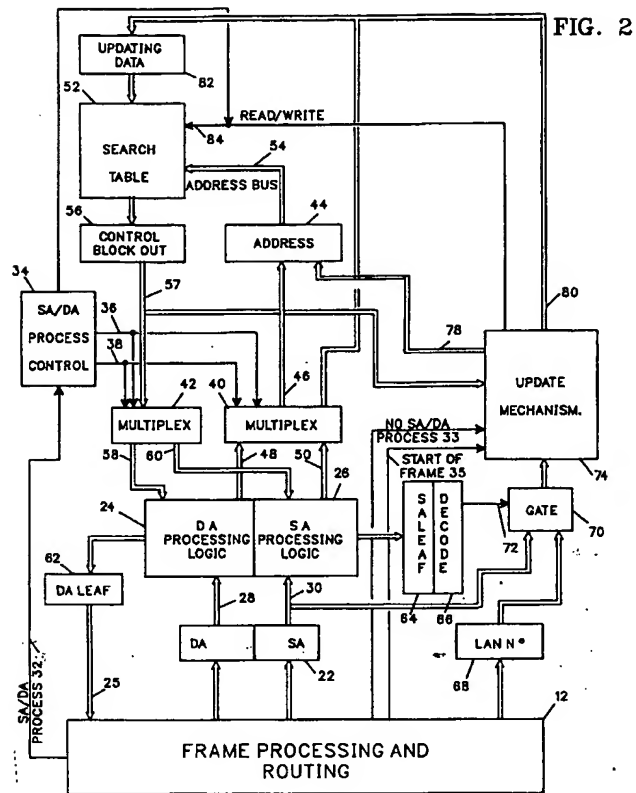 FIG. 2
UPDATING
DATA
82
52
READ/WRITE
84
SEARCH
TABLE
54
ADDRESS BUS
44
56
CONTROL
BLOCK OUT
ADDRESS
34
57
80
SA/DA
PROCESS
CONTROL
36
38
78
UPDATE
MECHANISM.
42
40
46
MULTIPLEX
MULTIPLEX
NO SA/DA
PROCESS 33
58
60
48
50
START OF
FRAME 35
74
24
26
DA
PROCESSING
LOGIC
SA
PROCESSING
LOGIC
SALEAF
DECODE
72
GATE
70
62
DA LEAF
28
30
64
66
DA
SA
22
LAN N°
68
25
SA/DA
PROCESS 32
12
FRAME PROCESSING AND
ROUTING